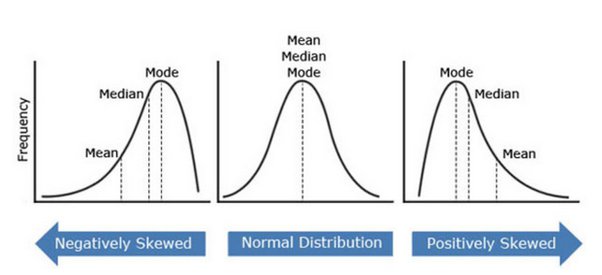 Frequency
Mean
Median
Mode
Mean
Median
Mode
Mode
Median
Mean
Negatively Skewed
Normal Distribution
Positively Skewed